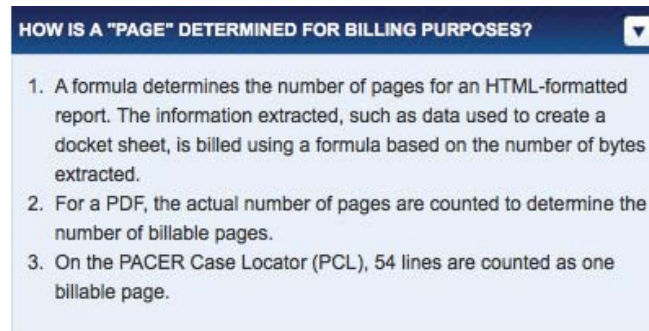 HOW IS A "PAGE" DETERMINED FOR BILLING PURPOSES?
1. A formula determines the number of pages for an HTML-formatted
report. The information extracted, such as data used to create a
docket sheet, is billed using a formula based on the number of bytes
extracted.
2. For a PDF, the actual number of pages are counted to determine the
number of billable pages.
3. On the PACER Case Locator (PCL), 54 lines are counted as one
billable page.